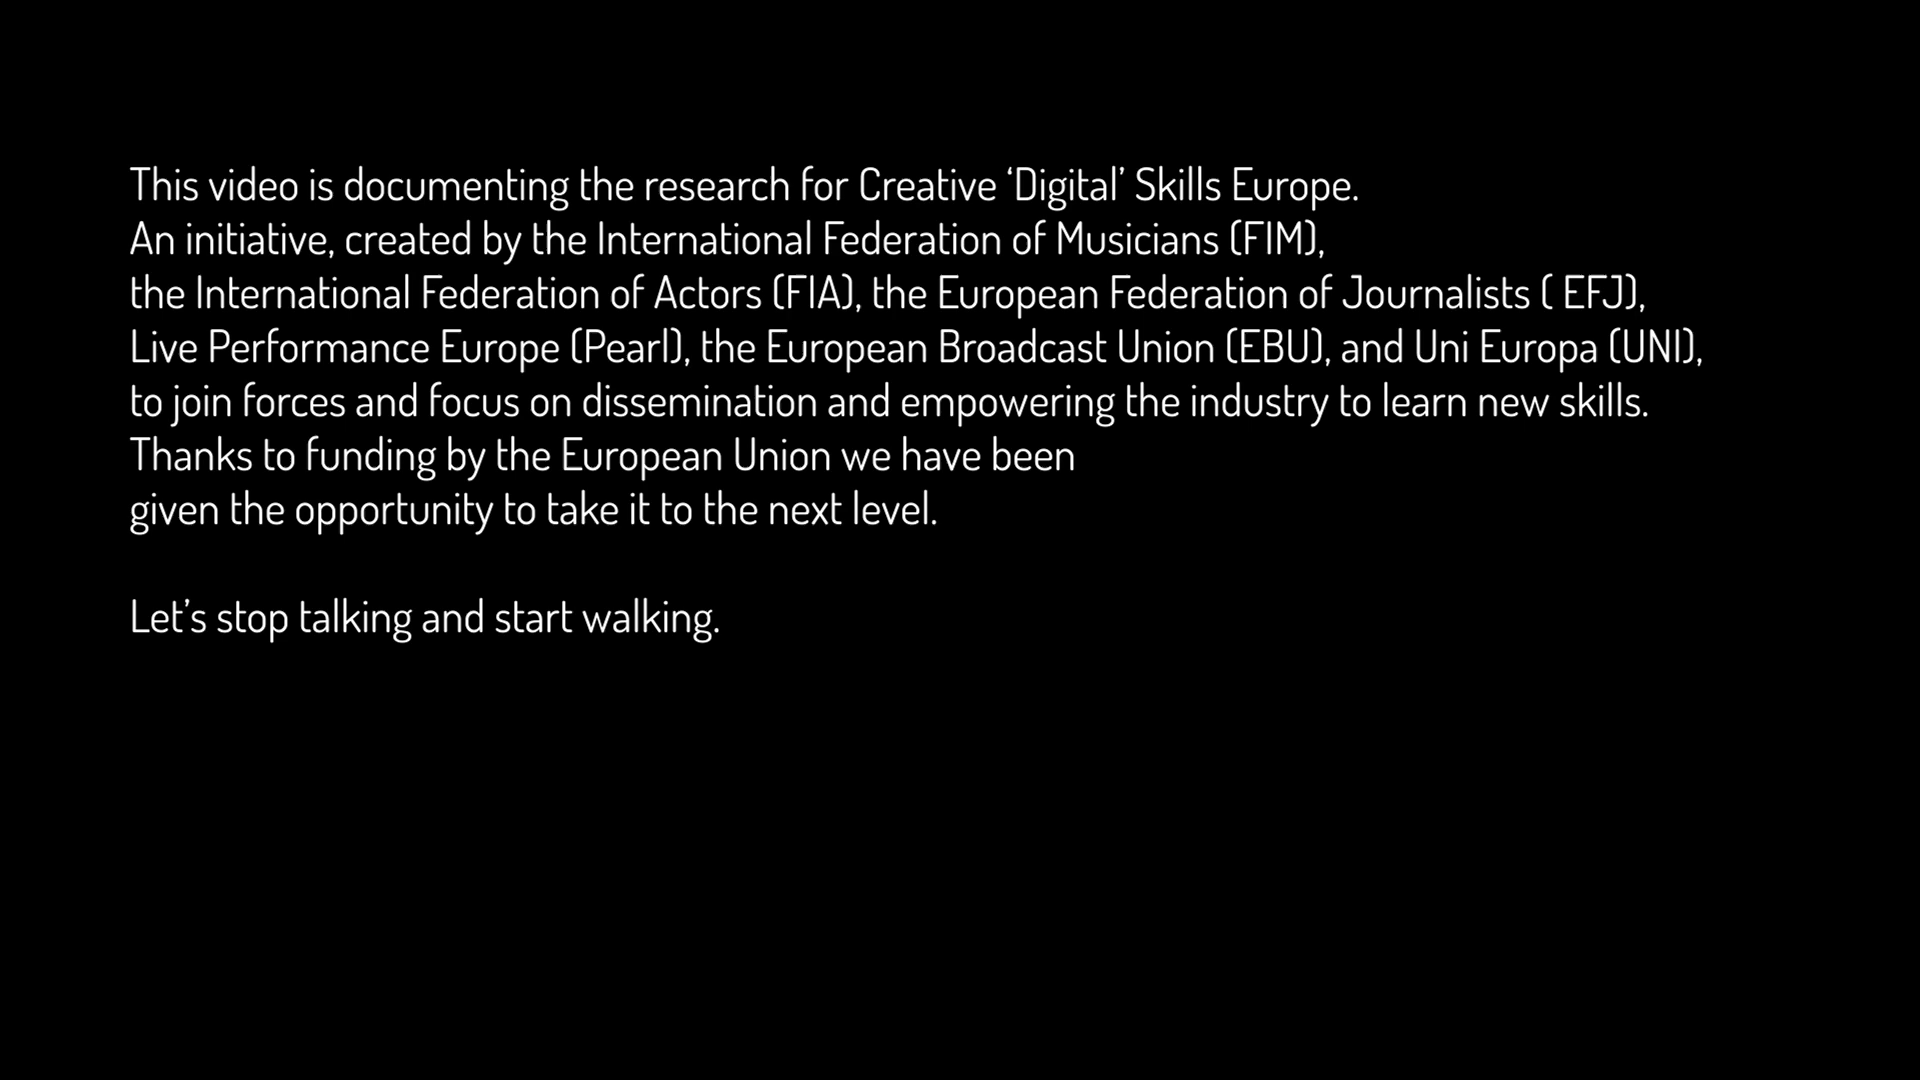 This video is documenting the research for Creative ‘Digital’ Skills Europe.
An initiative, created by the International Federation of Musicians (FIM),
the International Federation of Actors (FIA), the European Federation of Journalists ( EFJ),
Live Performance Europe (Pearl), the European Broadcast Union (EBU), and Uni Europa (UNI),
to join forces and focus on dissemination and empowering the industry to learn new skills.
Thanks to funding by the European Union we have been
given the opportunity to take it to the next level.
Let’s stop talking and start walking.